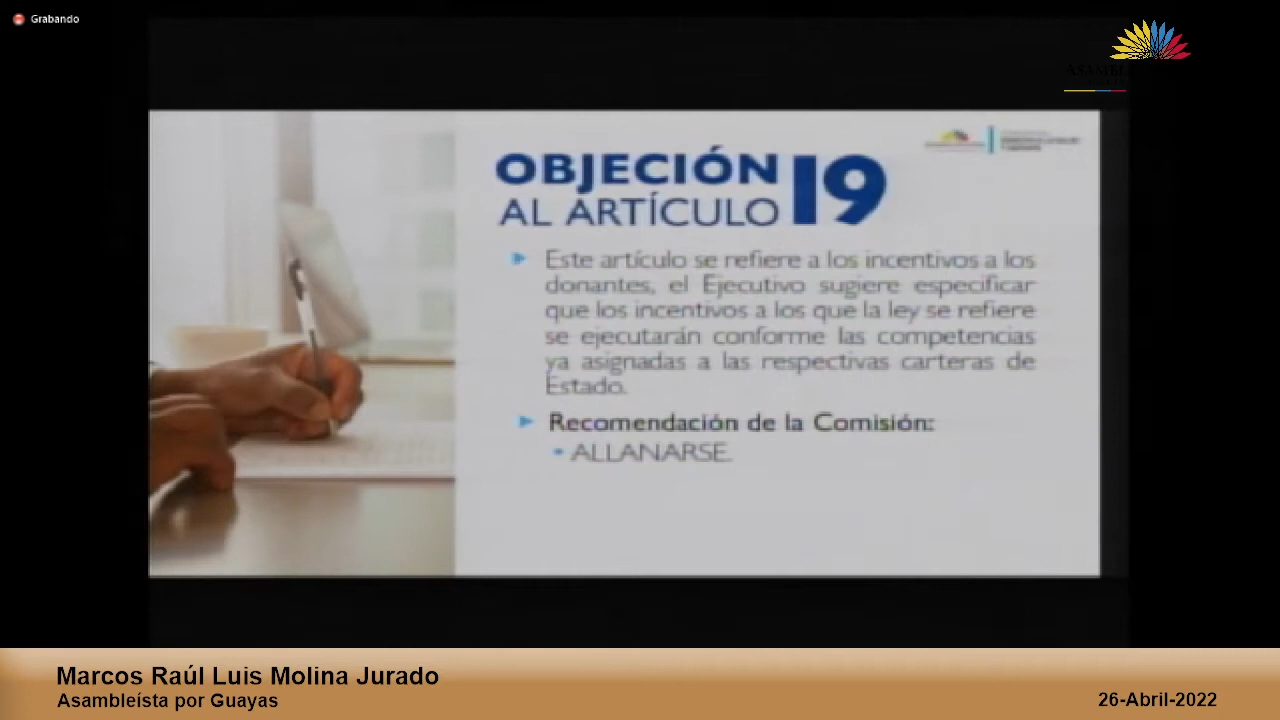 Grabando
OBJECIÓN
AL ARTÍCULO 19
Este artículo se refiere a los incentivos a los
donantes, el Ejecutivo sugiere especificar
que los incentivos a los que la ley se refiere
se ejecutarán conforme las competencias
ya asignadas a las respectivas carteras de
Estado.
Recomendación de la Comisión:
• ALLANARSE.
Marcos Raúl Luis Molina Jurado
Asambleísta por Guayas
26-Abril-2022